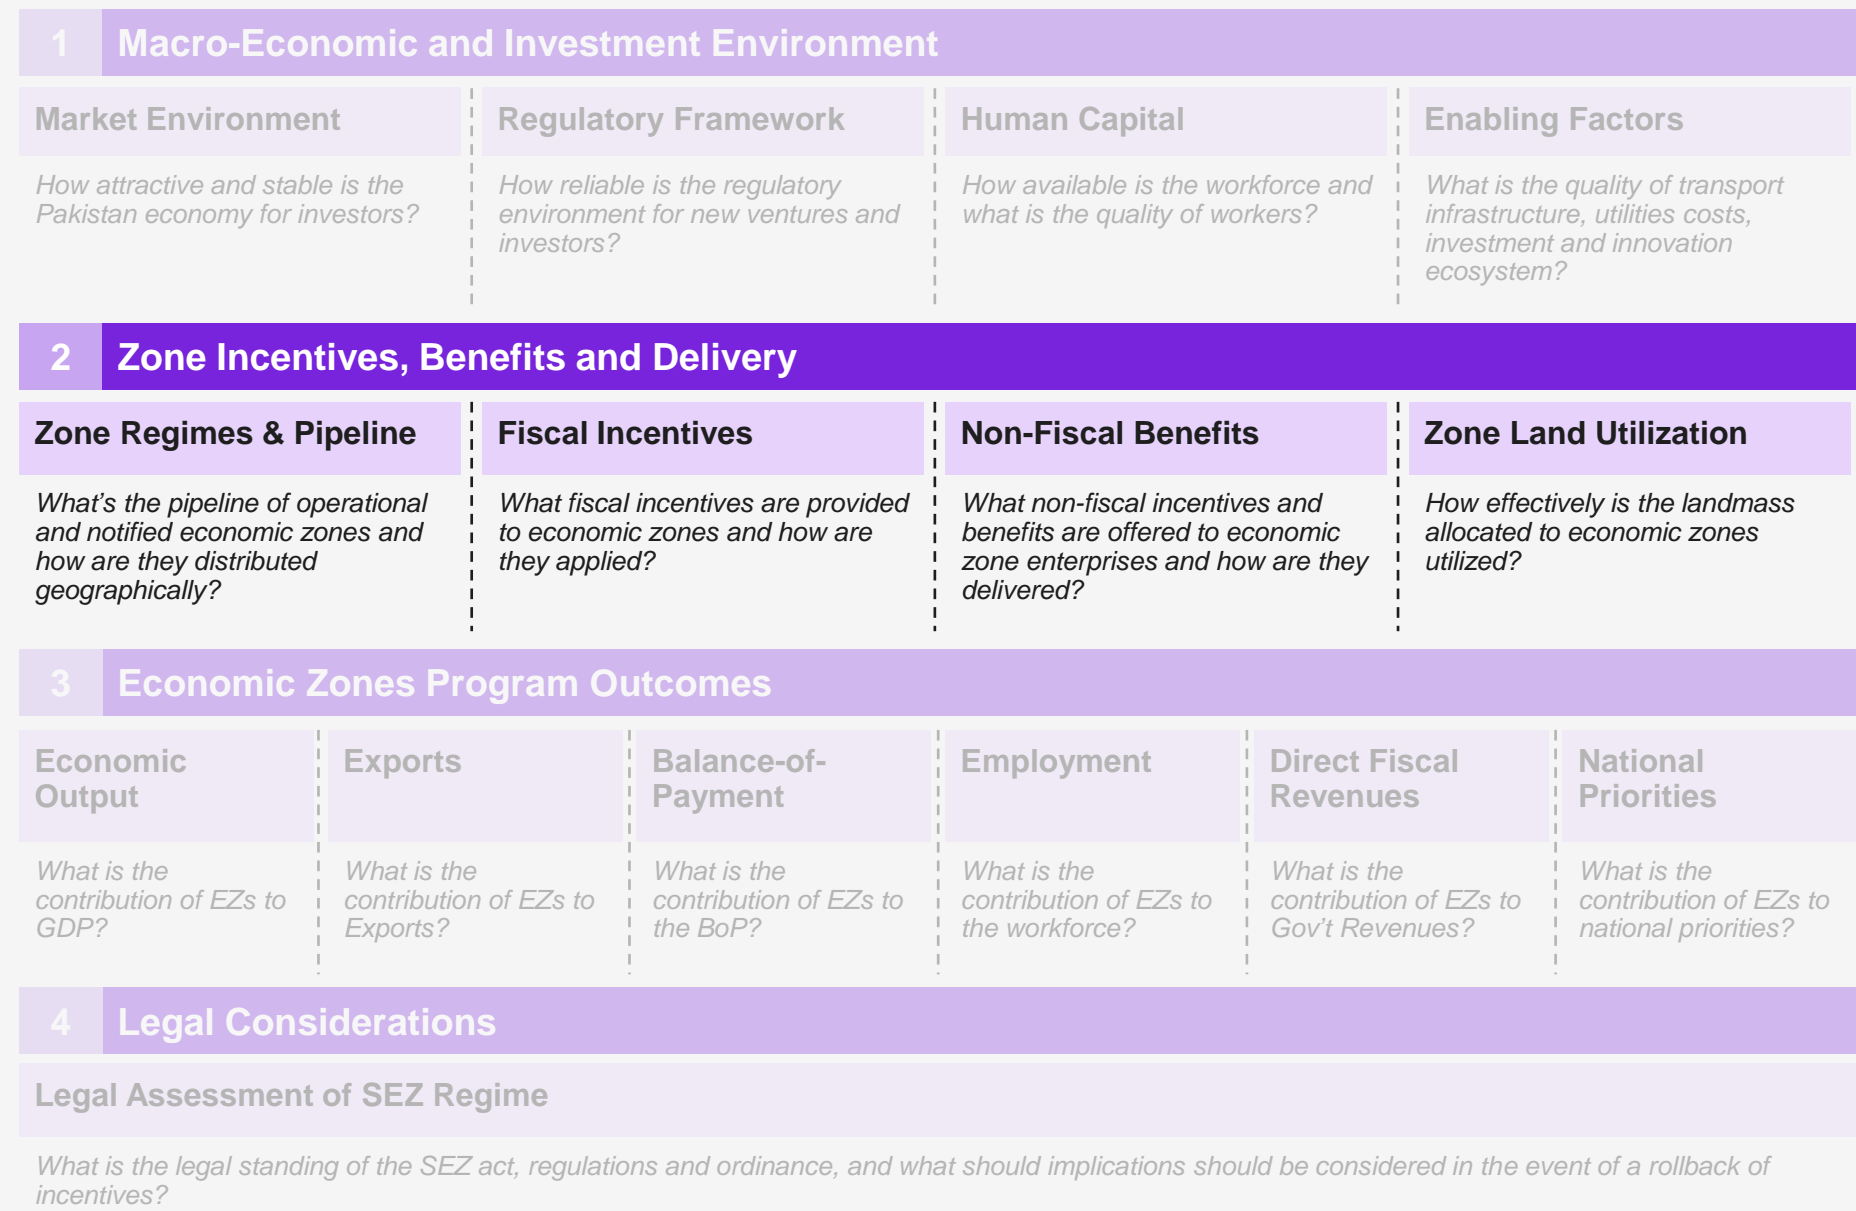 1 Macro-Economic and Investment Environment
Market Environment
How attractive and stable is the
Pakistan economy for investors?
Regulatory Framework
How reliable is the regulatory
environment for new ventures and
investors?
Human Capital
How available is the workforce and
what is the quality of workers?
Enabling Factors
What is the quality of transport
infrastructure, utilities costs,
investment and innovation
ecosystem?
2 Zone Incentives, Benefits and Delivery
Zone Regimes & Pipeline
What’s the pipeline of operational
and notified economic zones and
how are they distributed
geographically?
Fiscal Incentives
What fiscal incentives are provided
to economic zones and how are
they applied?
Non-Fiscal Benefits
What non-fiscal incentives and
benefits are offered to economic
zone enterprises and how are they
delivered?
Zone Land Utilization
How effectively is the landmass
allocated to economic zones
utilized?
3 Economic Zones Program Outcomes
Economic
Output
What is the
contribution of EZs to
GDP?
Exports
What is the
contribution of EZs to
Exports?
Balance-of-
Payment
What is the
contribution of EZs to
the BoP?
Employment
What is the
contribution of EZs to
the workforce?
Direct Fiscal
Revenues
What is the
contribution of EZs to
Gov’t Revenues?
National
Priorities
What is the
contribution of EZs to
national priorities?
4 Legal Considerations
Legal Assessment of SEZ Regime
What is the legal standing of the SEZ act, regulations and ordinance, and what should implications should be considered in the event of a rollback of
incentives?